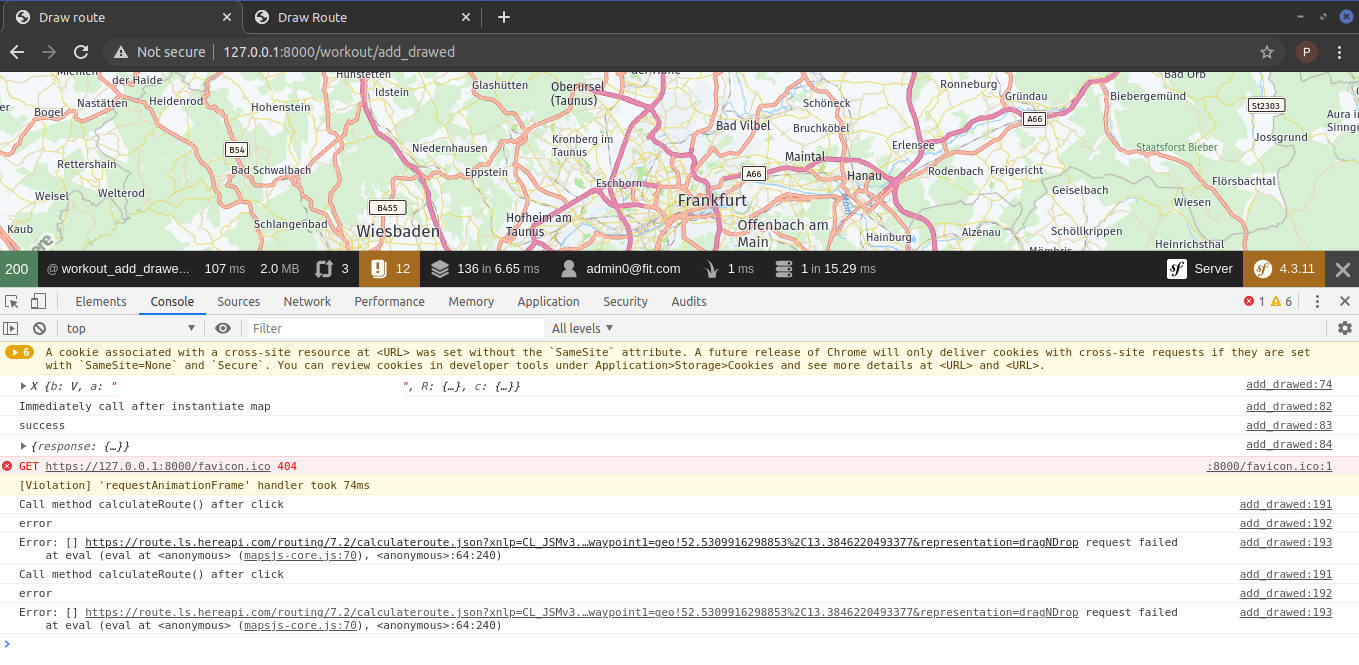 Draw route
Draw Route
Not secure 127.0.0.1:8000/workout/add_drawed P
der Haide
Hünstetten
Idstein
Glashütten
Oberursel
(Taunus)
Ronneburg
Gründau
Bad Orb
Biebergemünd
St2303
Nastätten
Heidenrod
Hohenstein
Bogel
Schöneck
A66
Aura i
Sinngr
Bad Vilbel
Bruchköbel
Jossgrund
Kronberg im
Taunus
Niedernhausen
Erlensee
Staatsforst Bieber
B54
Rettershain
Bad Schwalbach
Maintal
Eppstein
A66
Hanau
Rodenbach
Freigericht
Eschborn
Flörsbachtal
Weisel
Welterod
Geiselbach
Frankfurt
Wiesen
B455
Hofheim am
Taunus
Kaub
Schlangenbad
Wiesbaden
Offenbach am
Main
Hainburg
Alzenau
Schöllkrippen
Heinrichsthal
Mömbris
200 @ workout_add_drawe... 107 ms 2.0 MB 3 12 136 in 6.65 ms admin0@fit.com 1 ms 1 in 15.29 ms sf Server sf 4.3.11
Elements Console Sources Network Performance Memory Application Security Audits 1 6
top Filter All levels
6 A cookie associated with a cross-site resource at <URL> was set without the `SameSite` attribute. A future release of Chrome will only deliver cookies with cross-site requests if they are set
with `SameSite=None` and `Secure`. You can review cookies in developer tools under Application>Storage>Cookies and see more details at <URL> and <URL>.
X {b: V, a: " ", R: {…}, c: {…}} add_drawed:74
Immediately call after instantiate map add_drawed:82
success add_drawed:83
{response: {…}} add_drawed:84
GET https://127.0.0.1:8000/favicon.ico 404 :8000/favicon.ico:1
[Violation] 'requestAnimationFrame' handler took 74ms
Call method calculateRoute() after click add_drawed:191
error add_drawed:192
Error: [] https://route.ls.hereapi.com/routing/7.2/calculateroute.json?xnlp=CL_JSMv3.…waypoint1=geo!52.5309916298853%2C13.3846220493377&representation=dragNDrop request failed add_drawed:193
at eval (eval at <anonymous> (mapsjs-core.js:70), <anonymous>:64:240)
Call method calculateRoute() after click add_drawed:191
error add_drawed:192
Error: [] https://route.ls.hereapi.com/routing/7.2/calculateroute.json?xnlp=CL_JSMv3.…waypoint1=geo!52.5309916298853%2C13.3846220493377&representation=dragNDrop request failed add_drawed:193
at eval (eval at <anonymous> (mapsjs-core.js:70), <anonymous>:64:240)